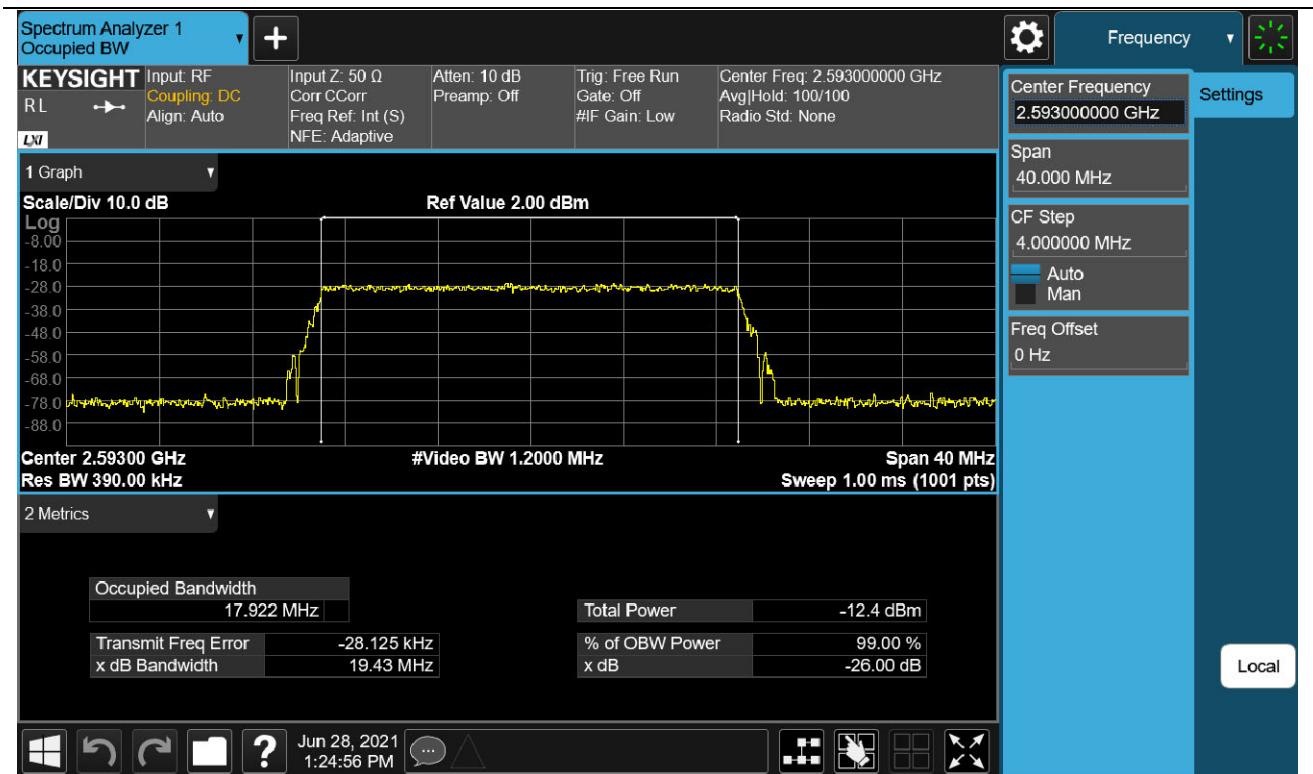 Spectrum Analyzer 1
Occupied BW
+
Frequency
KEYSIGHT
R L
LXI
Input: RF
Coupling: DC
Align: Auto
Input Z: 50 Ω
Corr CCorr
Freq Ref: Int (S)
NFE: Adaptive
Atten: 10 dB
Preamp: Off
Trig: Free Run
Gate: Off
#IF Gain: Low
Center Freq: 2.593000000 GHz
Avg|Hold: 100/100
Radio Std: None
1 Graph
Scale/Div 10.0 dB
Ref Value 2.00 dBm
Log
-8.00
-18.0
-28.0
-38.0
-48.0
-58.0
-68.0
-78.0
-88.0
Center 2.59300 GHz
#Video BW 1.2000 MHz
Span 40 MHz
Res BW 390.00 kHz
Sweep 1.00 ms (1001 pts)
2 Metrics
Occupied Bandwidth
17.922 MHz
Total Power -12.4 dBm
Transmit Freq Error -28.125 kHz
% of OBW Power 99.00 %
x dB Bandwidth 19.43 MHz
x dB -26.00 dB
Center Frequency
2.593000000 GHz
Settings
Span
40.000 MHz
CF Step
4.000000 MHz
Auto
Man
Freq Offset
0 Hz
Local
?
Jun 28, 2021
1:24:56 PM